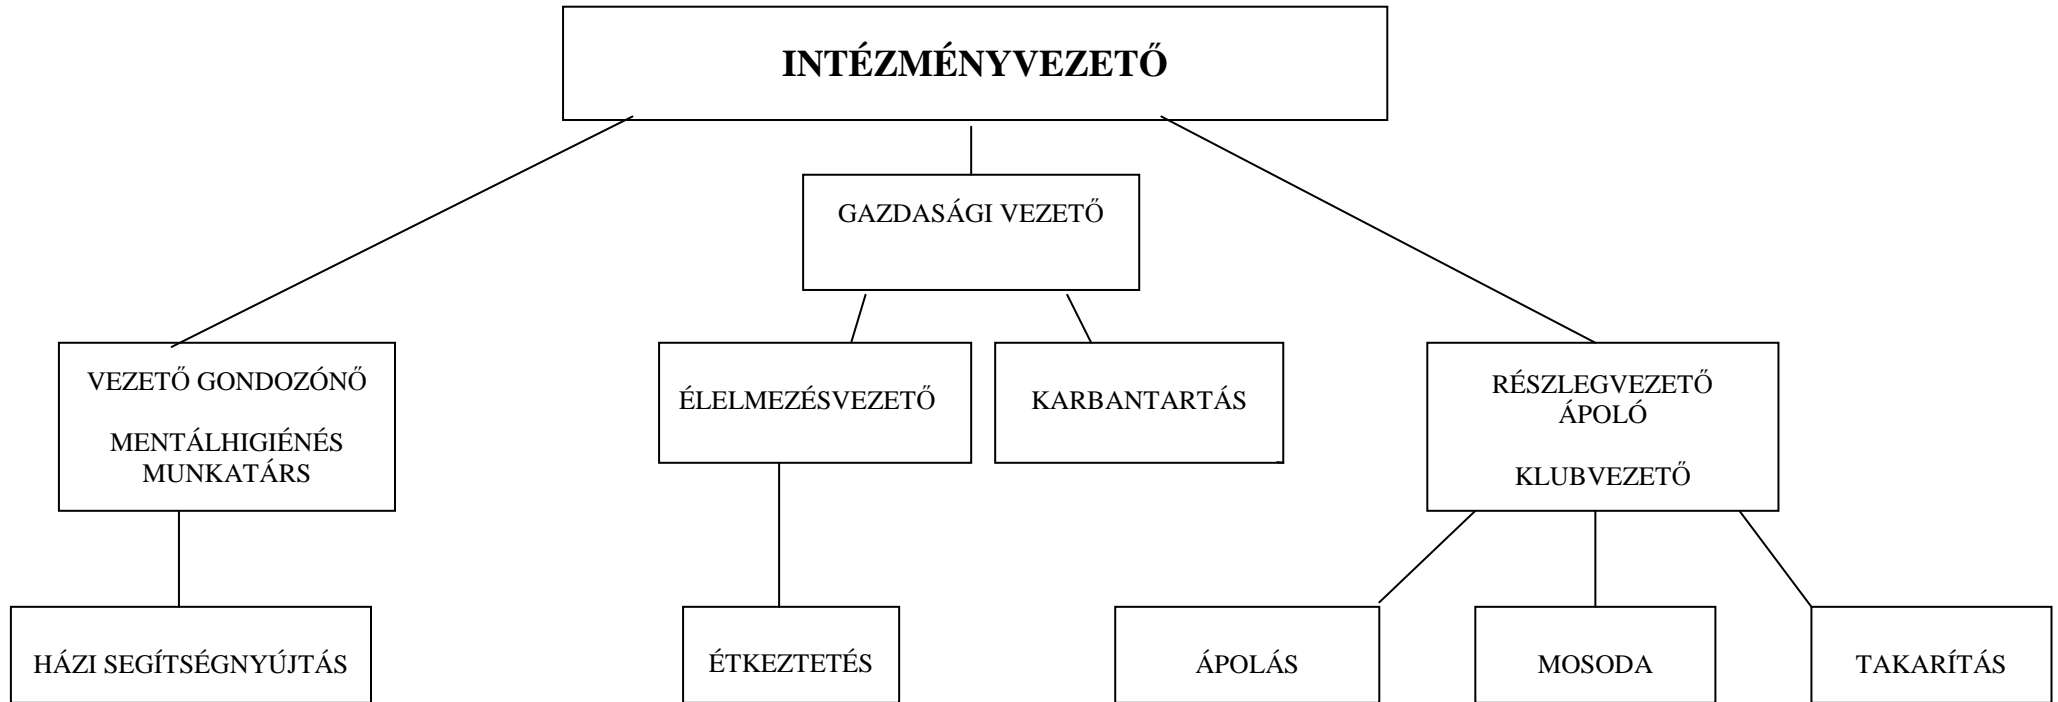 INTÉZMÉNYVEZETŐ
GAZDASÁGI VEZETŐ
VEZETŐ GONDOZÓNŐ
MENTÁLHIGIÉNÉS
MUNKATÁRS
ÉLELMEZÉSVEZETŐ
KARBANTARTÁS
RÉSZLEGVEZETŐ
ÁPOLÓ
KLUBVEZETŐ
HÁZI SEGÍTSÉGNYÚJTÁS
ÉTKEZTETÉS
ÁPOLÁS
MOSODA
TAKARÍTÁS